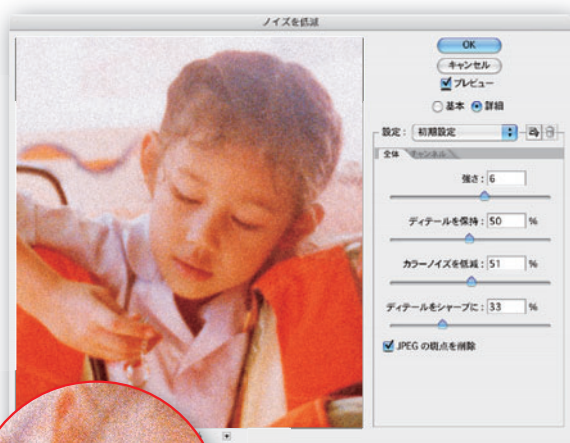 ノイズを低減
OK
キャンセル
プレビュー
基本 詳細
設定: 初期設定
全体 チャンネル
強さ: 6
ディテールを保持: 50 %
カラーノイズを低減: 51 %
ディテールをシャープに: 33 %
JPEG の斑点を削除